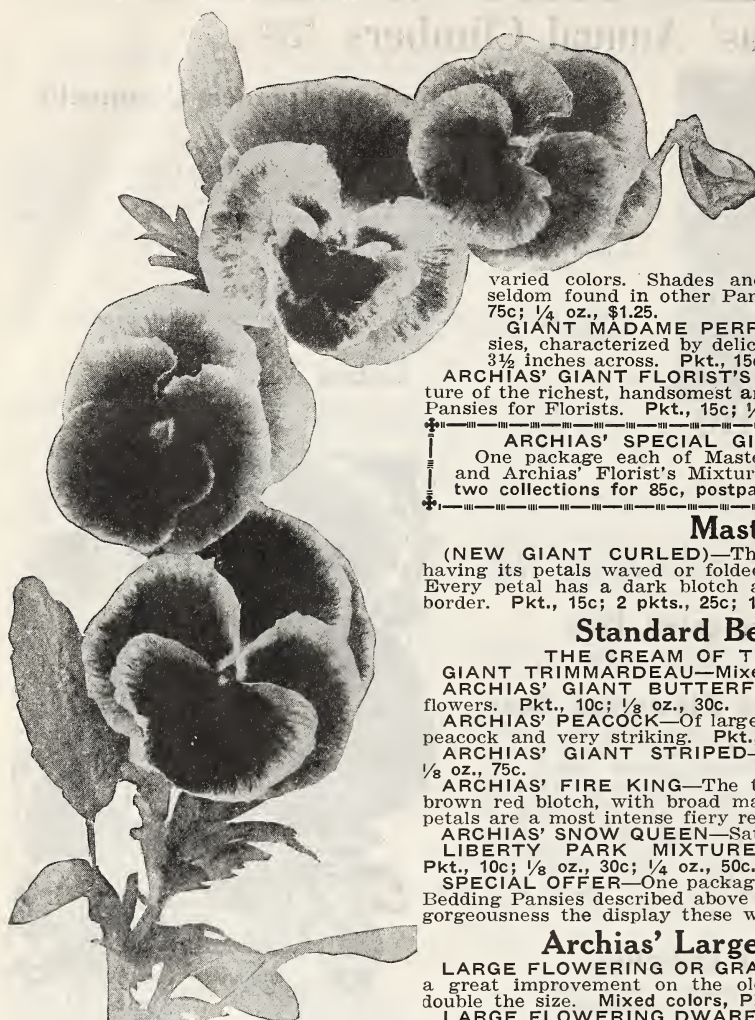 varied colors. Shades and
seldom found in other Pan
75c; ¼ oz., $1.25.
GIANT MADAME PERR
sies, characterized by delic
3½ inches across. Pkt., 15c
ARCHIAS' GIANT FLORIST'S
ture of the richest, handsomest a
Pansies for Florists. Pkt., 15c;
ARCHIAS' SPECIAL GI
One package each of Maste
and Archias' Florist's Mixtur
two collections for 85c, postpa
Mast
(NEW GIANT CURLED)—Th
having its petals waved or folde
Every petal has a dark blotch a
border. Pkt., 15c; 2 pkts., 25c; 1
Standard Be
THE CREAM OF T
GIANT TRIMMARDEAU—Mixe
ARCHIAS' GIANT BUTTERF
flowers. Pkt., 10c; ⅛ oz., 30c.
ARCHIAS' PEACOCK—Of large
peacock and very striking. Pkt.
ARCHIAS' GIANT STRIPED—
⅛ oz., 75c.
ARCHIAS' FIRE KING—The t
brown red blotch, with broad ma
petals are a most intense fiery re
ARCHIAS' SNOW QUEEN—Sat
LIBERTY PARK MIXTURE
Pkt., 10c; ⅛ oz., 30c; ¼ oz., 50c.
SPECIAL OFFER—One packag
Bedding Pansies described above
gorgeousness the display these w
Archias' Large
LARGE FLOWERING OR GRA
a great improvement on the ol
double the size. Mixed colors, P
LARGE FLOWERING DWARF